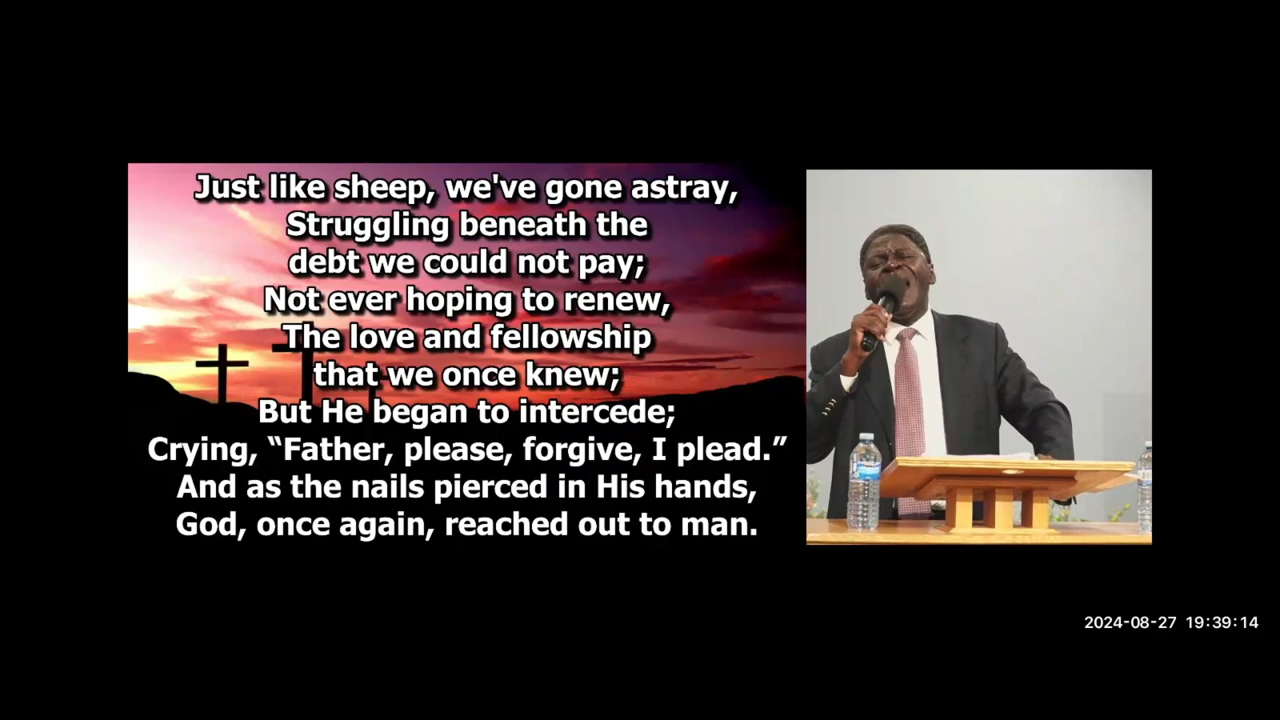 Just like sheep, we've gone astray,
Struggling beneath the
debt we could not pay;
Not ever hoping to renew,
The love and fellowship
that we once knew;
But He began to intercede;
Crying, “Father, please, forgive, I plead.”
And as the nails pierced in His hands,
God, once again, reached out to man.
2024-08-27 19:39:14